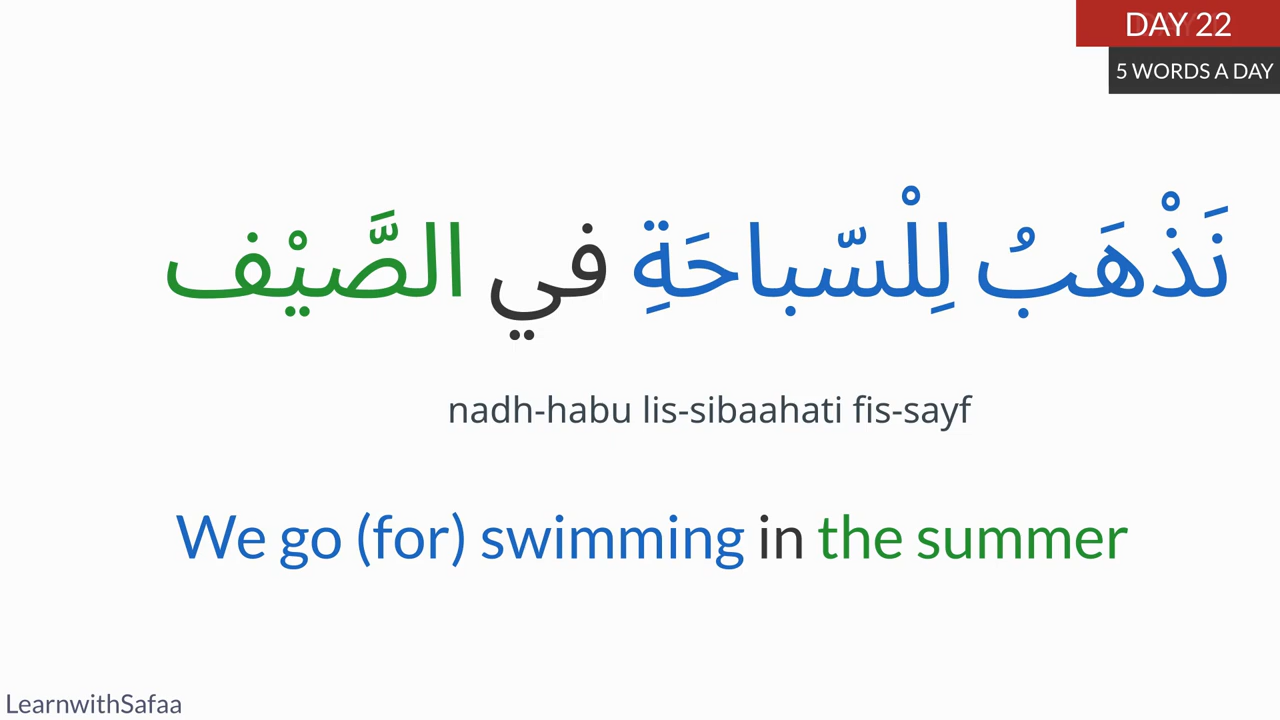 DAY 22
5 WORDS A DAY
نَذْهَبُ لِلْسّباحَةِ في الصَّيْف
nadh-habu lis-sibaahati fis-sayf
We go (for) swimming in the summer
LearnwithSafaa